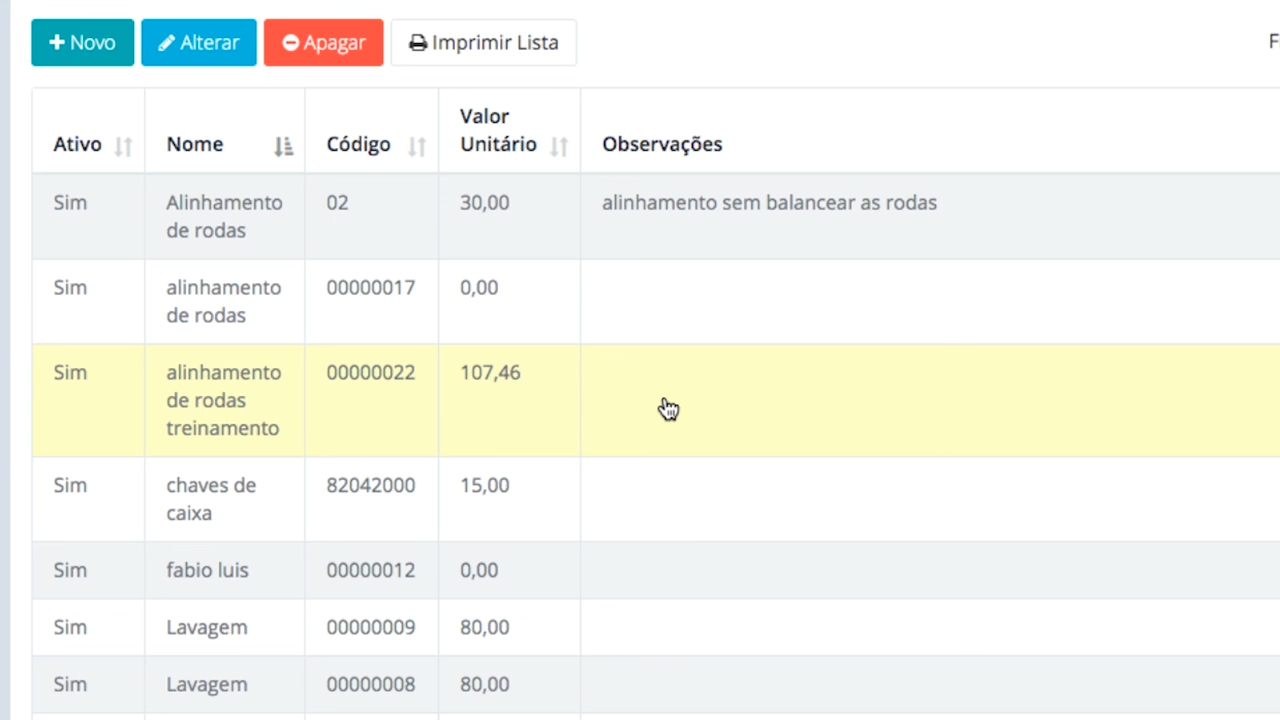 Novo Alterar Apagar Imprimir Lista
Ativo Nome Código Valor Unitário Observações
Sim Alinhamento de rodas 02 30,00 alinhamento sem balancear as rodas
Sim alinhamento de rodas 00000017 0,00
Sim alinhamento de rodas treinamento 00000022 107,46
Sim chaves de caixa 82042000 15,00
Sim fabio luis 00000012 0,00
Sim Lavagem 00000009 80,00
Sim Lavagem 00000008 80,00